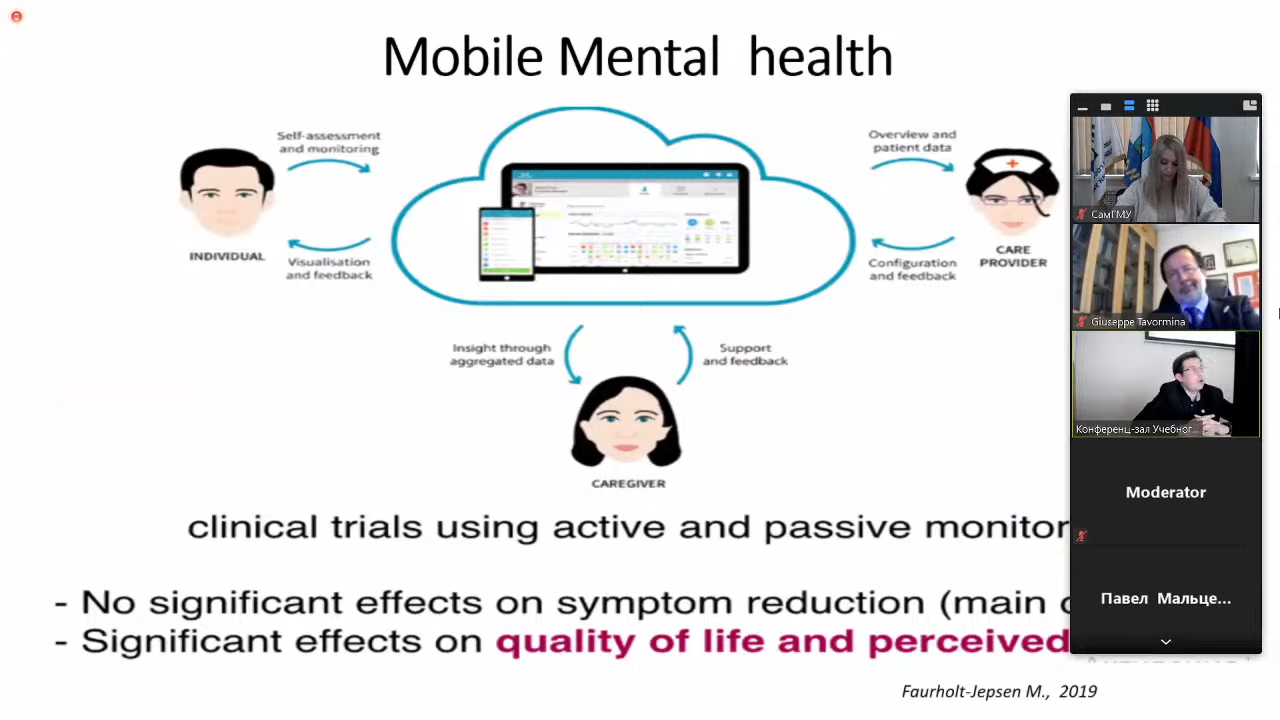 Mobile Mental health
Self-assessment
and monitoring
Overview and
patient data
INDIVIDUAL
Visualisation
and feedback
CARE
PROVIDER
Configuration
and feedback
Insight through
aggregated data
Support
and feedback
CAREGIVER
clinical trials using active and passive monitor
- No significant effects on symptom reduction (main
- Significant effects on quality of life and perceived
Faurholt-Jepsen M., 2019
СамГМУ
Giuseppe Tavormina
Конференц-зал Учебног...
Moderator
Павел Мальце...